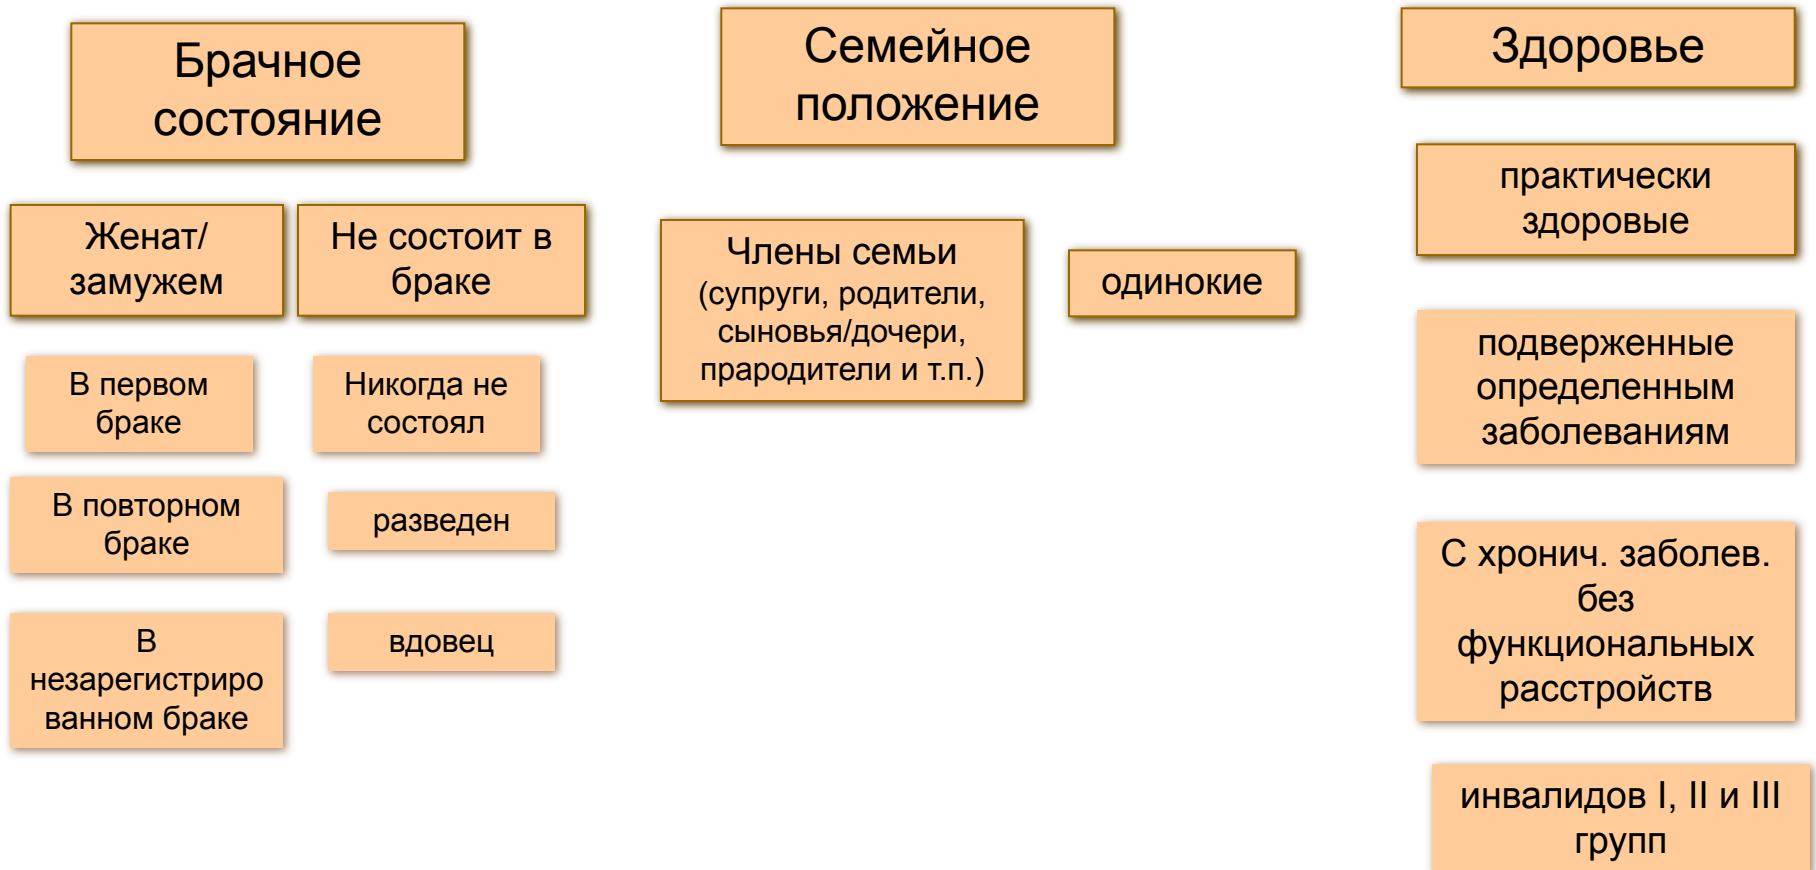 Брачное
состояние
Семейное
положение
Здоровье
Женат/
замужем
Не состоит в
браке
Члены семьи
(супруги, родители,
сыновья/дочери,
прародители и т.п.)
одинокие
практически
здоровые
В первом
браке
Никогда не
состоял
подверженные
определенным
заболеваниям
В повторном
браке
разведен
С хронич. заболев.
без
функциональных
расстройств
В
незарегистриро
ванном браке
вдовец
инвалидов I, II и III
групп